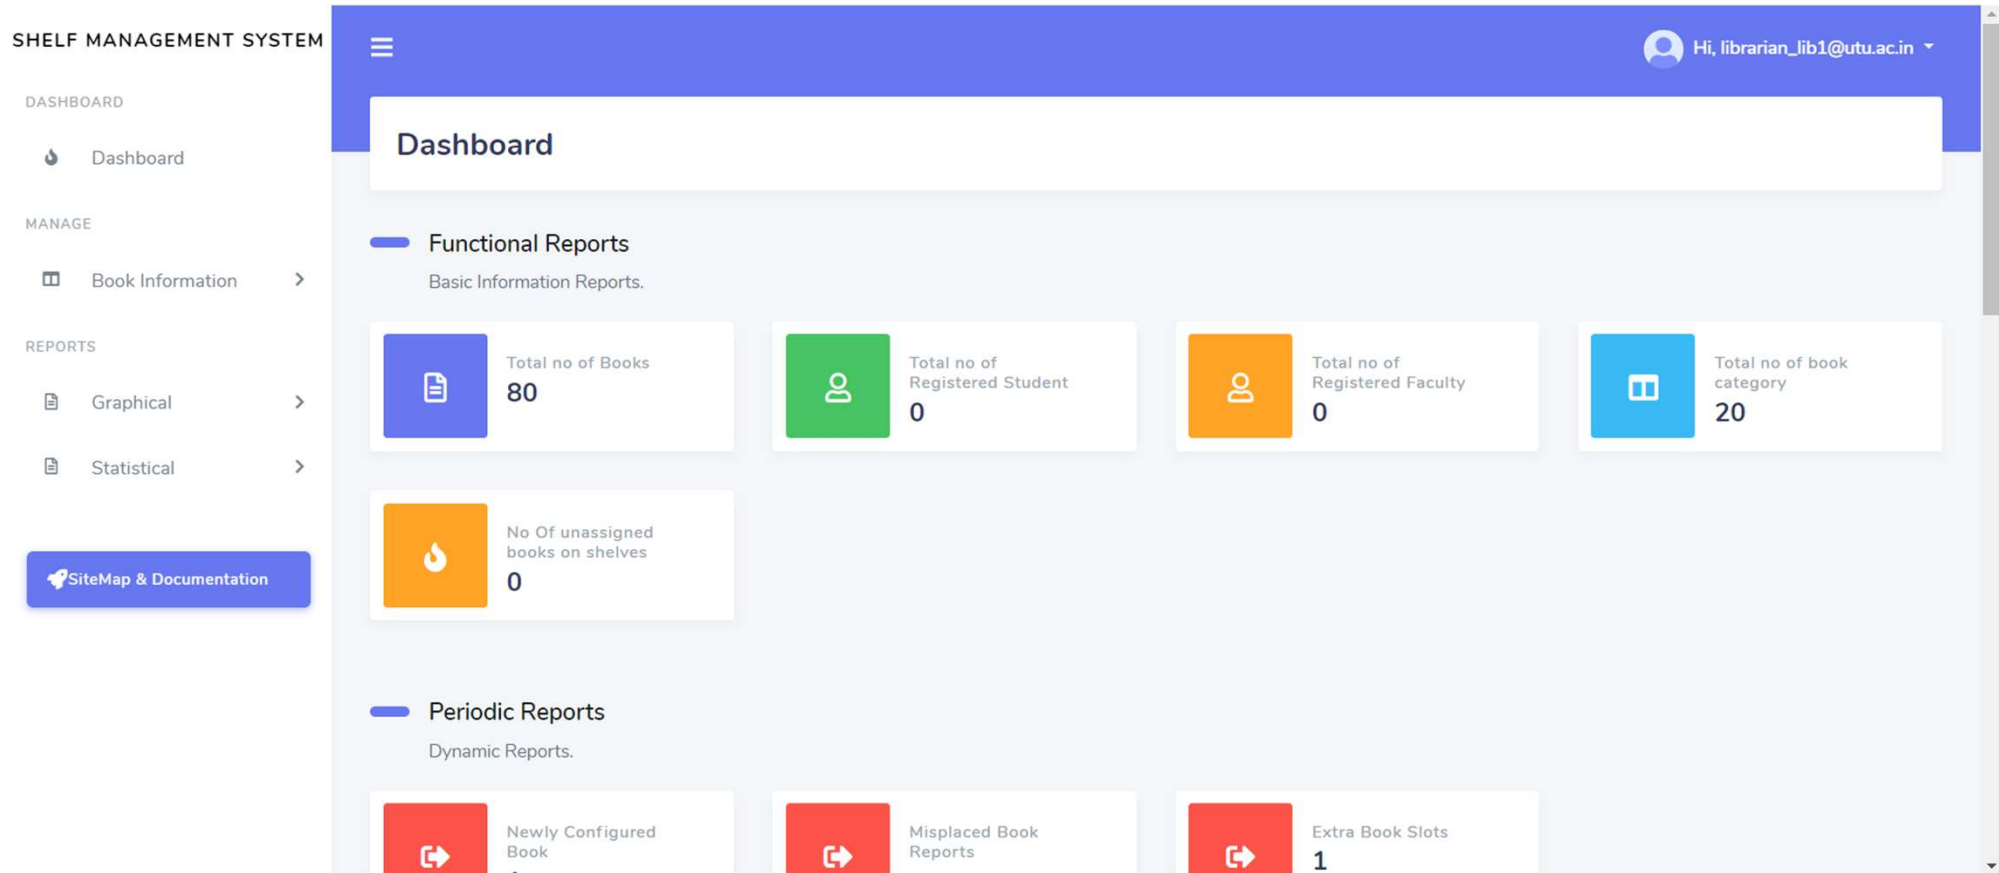 SHELF MANAGEMENT SYSTEM
Hi, librarian_lib1@utu.ac.in
DASHBOARD
Dashboard
MANAGE
Book Information
REPORTS
Graphical
Statistical
SiteMap & Documentation
Dashboard
Functional Reports
Basic Information Reports.
Total no of Books
80
Total no of
Registered Student
0
Total no of
Registered Faculty
0
Total no of book
category
20
No Of unassigned
books on shelves
0
Periodic Reports
Dynamic Reports.
Newly Configured
Book
Misplaced Book
Reports
Extra Book Slots
1